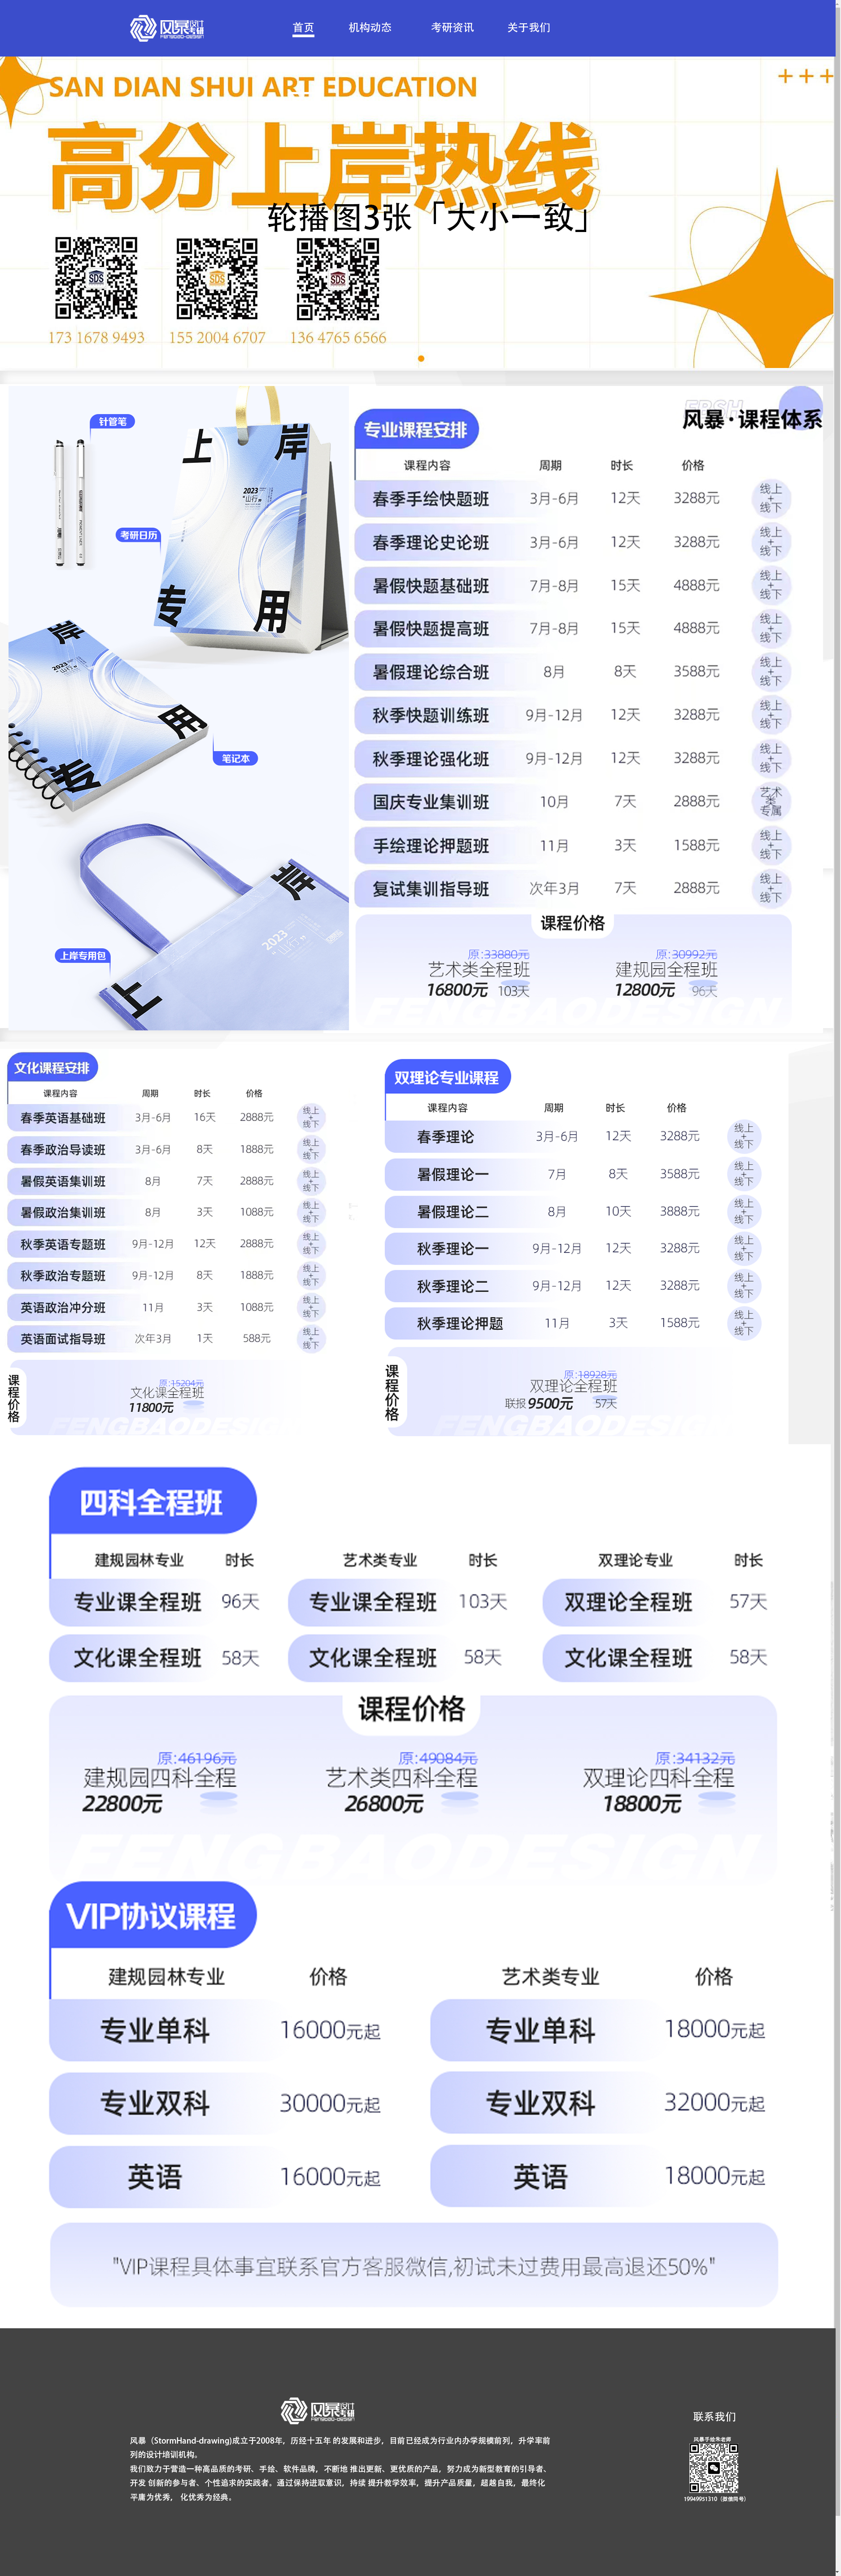 风暴设计考研
FENGBAO-DESIGN
首页 机构动态 考研资讯 关于我们
SAN DIAN SHUI ART EDUCATION
高分上岸热线
轮播图3张「大小一致」
SDS SDS SDS
173 1678 9493 155 2004 6707 136 4765 6566
针管笔
考研日历
上岸
2023
山行
专用
上岸
2023
山行
专用
笔记本
上岸专用包
上岸
2023
FBSH
风暴·课程体系
专业课程安排
课程内容 周期 时长 价格
春季手绘快题班 3月-6月 12天 3288元 线上+线下
春季理论史论班 3月-6月 12天 3288元 线上+线下
暑假快题基础班 7月-8月 15天 4888元 线上+线下
暑假快题提高班 7月-8月 15天 4888元 线上+线下
暑假理论综合班 8月 8天 3588元 线上+线下
秋季快题训练班 9月-12月 12天 3288元 线上+线下
秋季理论强化班 9月-12月 12天 3288元 线上+线下
国庆专业集训班 10月 7天 2888元 艺术类专属
手绘理论押题班 11月 3天 1588元 线上+线下
复试集训指导班 次年3月 7天 2888元 线上+线下
课程价格
原:33880元 原:30992元
艺术类全程班 建规园全程班
16800元 103天 12800元 96天
FENGBAODESIGN
文化课程安排
课程内容 周期 时长 价格
春季英语基础班 3月-6月 16天 2888元 线上+线下
春季政治导读班 3月-6月 8天 1888元 线上+线下
暑假英语集训班 8月 7天 2888元 线上+线下
暑假政治集训班 8月 3天 1088元 线上+线下
秋季英语专题班 9月-12月 12天 2888元 线上+线下
秋季政治专题班 9月-12月 8天 1888元 线上+线下
英语政治冲分班 11月 3天 1088元 线上+线下
英语面试指导班 次年3月 1天 588元 线上+线下
课程价格
原:15204元
文化课全程班
11800元
FENGBAODESIGN
双理论专业课程
课程内容 周期 时长 价格
春季理论 3月-6月 12天 3288元 线上+线下
暑假理论一 7月 8天 3588元 线上+线下
暑假理论二 8月 10天 3888元 线上+线下
秋季理论一 9月-12月 12天 3288元 线上+线下
秋季理论二 9月-12月 12天 3288元 线上+线下
秋季理论押题 11月 3天 1588元 线上+线下
课程价格
原:18928元
双理论全程班
联报9500元 57天
FENGBAODESIGN
四科全程班
建规园林专业 时长 艺术类专业 时长 双理论专业 时长
专业课全程班 96天 专业课全程班 103天 双理论全程班 57天
文化课全程班 58天 文化课全程班 58天 文化课全程班 58天
课程价格
原:46196元 原:49084元 原:34132元
建规园四科全程 艺术类四科全程 双理论四科全程
22800元 26800元 18800元
FENGBAODESIGN
VIP协议课程
建规园林专业 价格 艺术类专业 价格
专业单科 16000元起 专业单科 18000元起
专业双科 30000元起 专业双科 32000元起
英语 16000元起 英语 18000元起
"VIP课程具体事宜联系官方客服微信,初试未过费用最高退还50%"
风暴设计考研
FENGBAO-DESIGN
风暴（StormHand-drawing)成立于2008年，历经十五年 的发展和进步，目前已经成为行业内办学规模前列，升学率前
列的设计培训机构。
我们致力于营造一种高品质的考研、手绘、软件品牌，不断地 推出更新、更优质的产品，努力成为新型教育的引导者、
开发 创新的参与者、个性追求的实践者。通过保持进取意识，持续 提升教学效率，提升产品质量，超越自我，最终化
平庸为优秀， 化优秀为经典。
联系我们
风暴手绘朱老师
19949951310（微信同号）